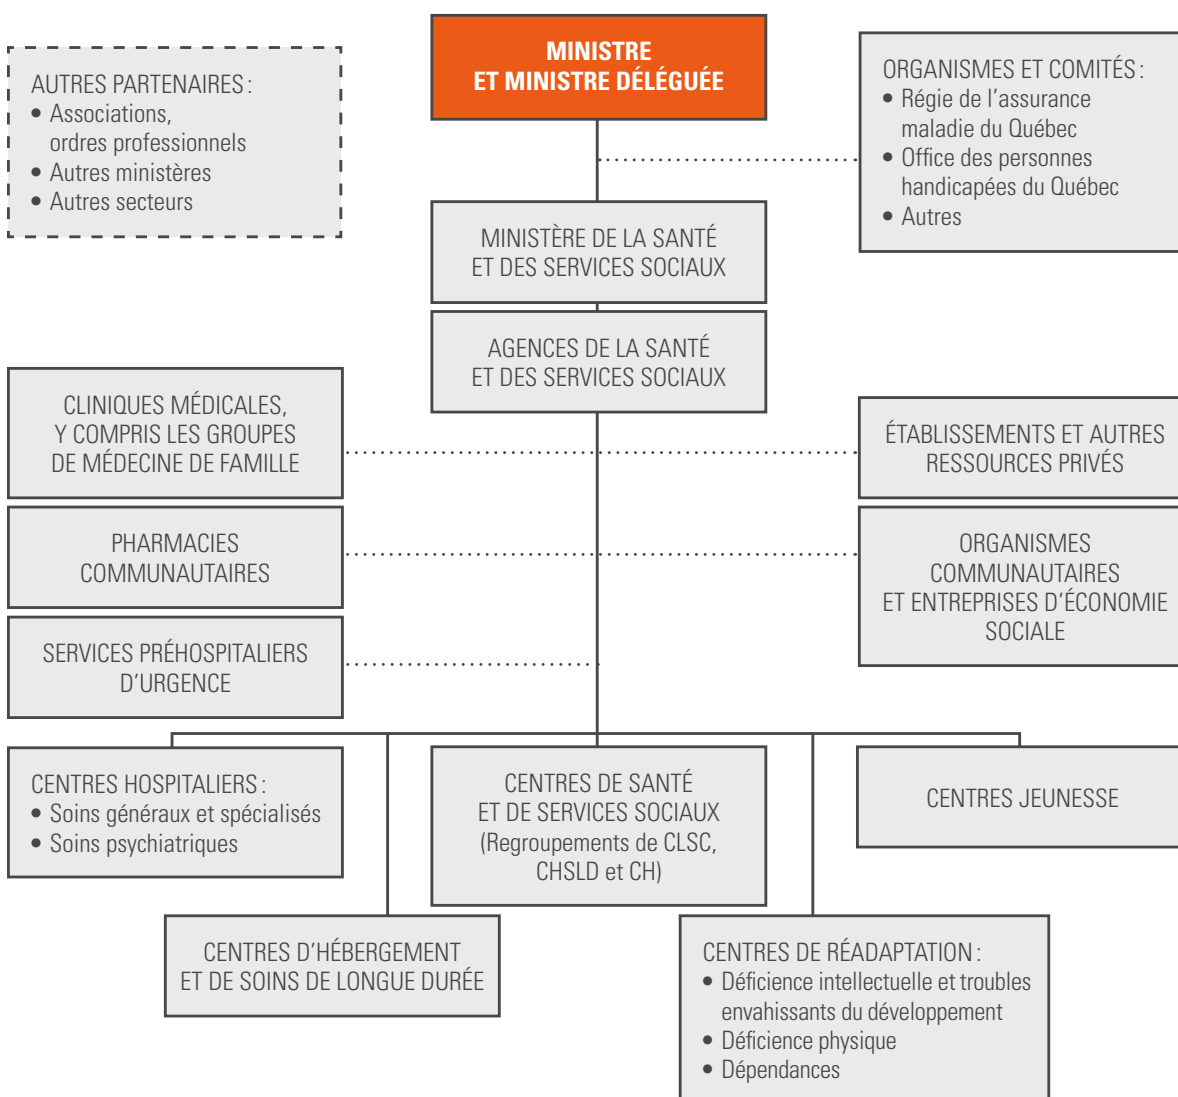 MINISTRE
ET MINISTRE DÉLÉGUÉE
AUTRES PARTENAIRES :
• Associations,
ordres professionnels
• Autres ministères
• Autres secteurs
ORGANISMES ET COMITÉS :
• Régie de l’assurance
maladie du Québec
• Office des personnes
handicapées du Québec
• Autres
MINISTÈRE DE LA SANTÉ
ET DES SERVICES SOCIAUX
AGENCES DE LA SANTÉ
ET DES SERVICES SOCIAUX
CLINIQUES MÉDICALES,
Y COMPRIS LES GROUPES
DE MÉDECINE DE FAMILLE
ÉTABLISSEMENTS ET AUTRES
RESSOURCES PRIVÉS
PHARMACIES
COMMUNAUTAIRES
ORGANISMES
COMMUNAUTAIRES
ET ENTREPRISES D’ÉCONOMIE
SOCIALE
SERVICES PRÉHOSPITALIERS
D’URGENCE
CENTRES HOSPITALIERS :
• Soins généraux et spécialisés
• Soins psychiatriques
CENTRES DE SANTÉ
ET DE SERVICES SOCIAUX
(Regroupements de CLSC,
CHSLD et CH)
CENTRES JEUNESSE
CENTRES D’HÉBERGEMENT
ET DE SOINS DE LONGUE DURÉE
CENTRES DE RÉADAPTATION :
• Déficience intellectuelle et troubles
envahissants du développement
• Déficience physique
• Dépendances